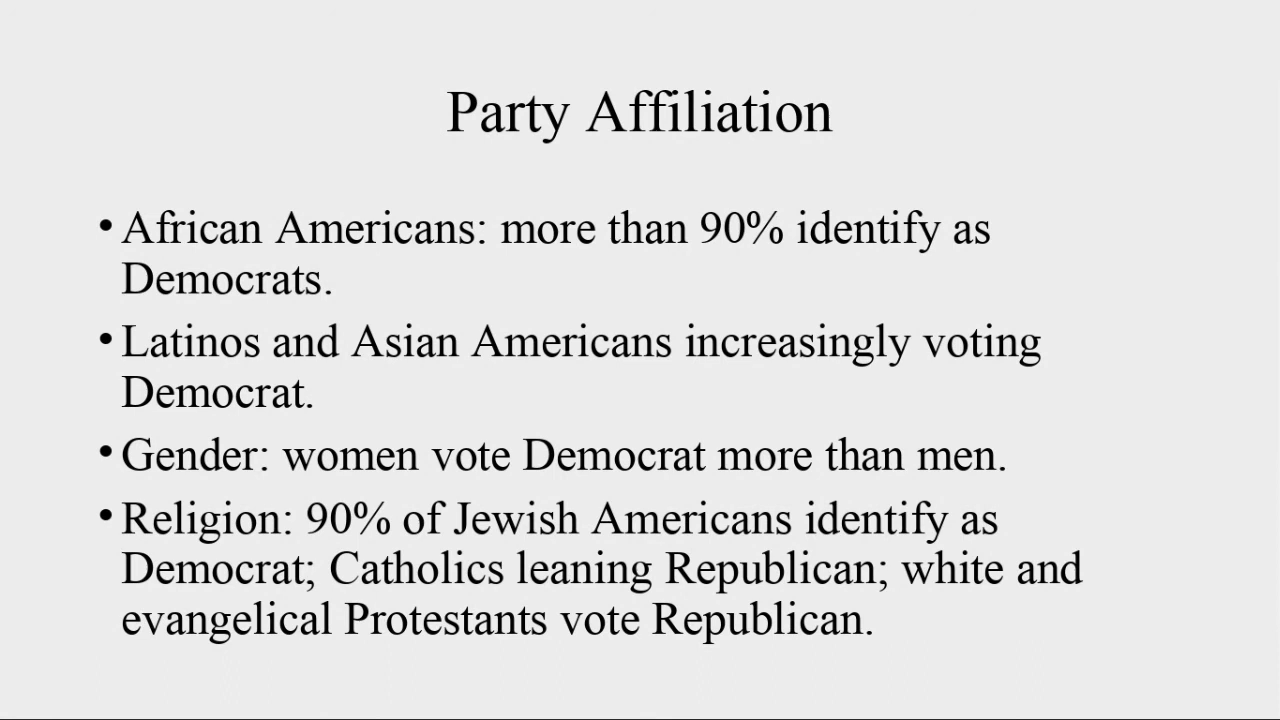 Party Affiliation
• African Americans: more than 90% identify as
Democrats.
• Latinos and Asian Americans increasingly voting
Democrat.
• Gender: women vote Democrat more than men.
• Religion: 90% of Jewish Americans identify as
Democrat; Catholics leaning Republican; white and
evangelical Protestants vote Republican.